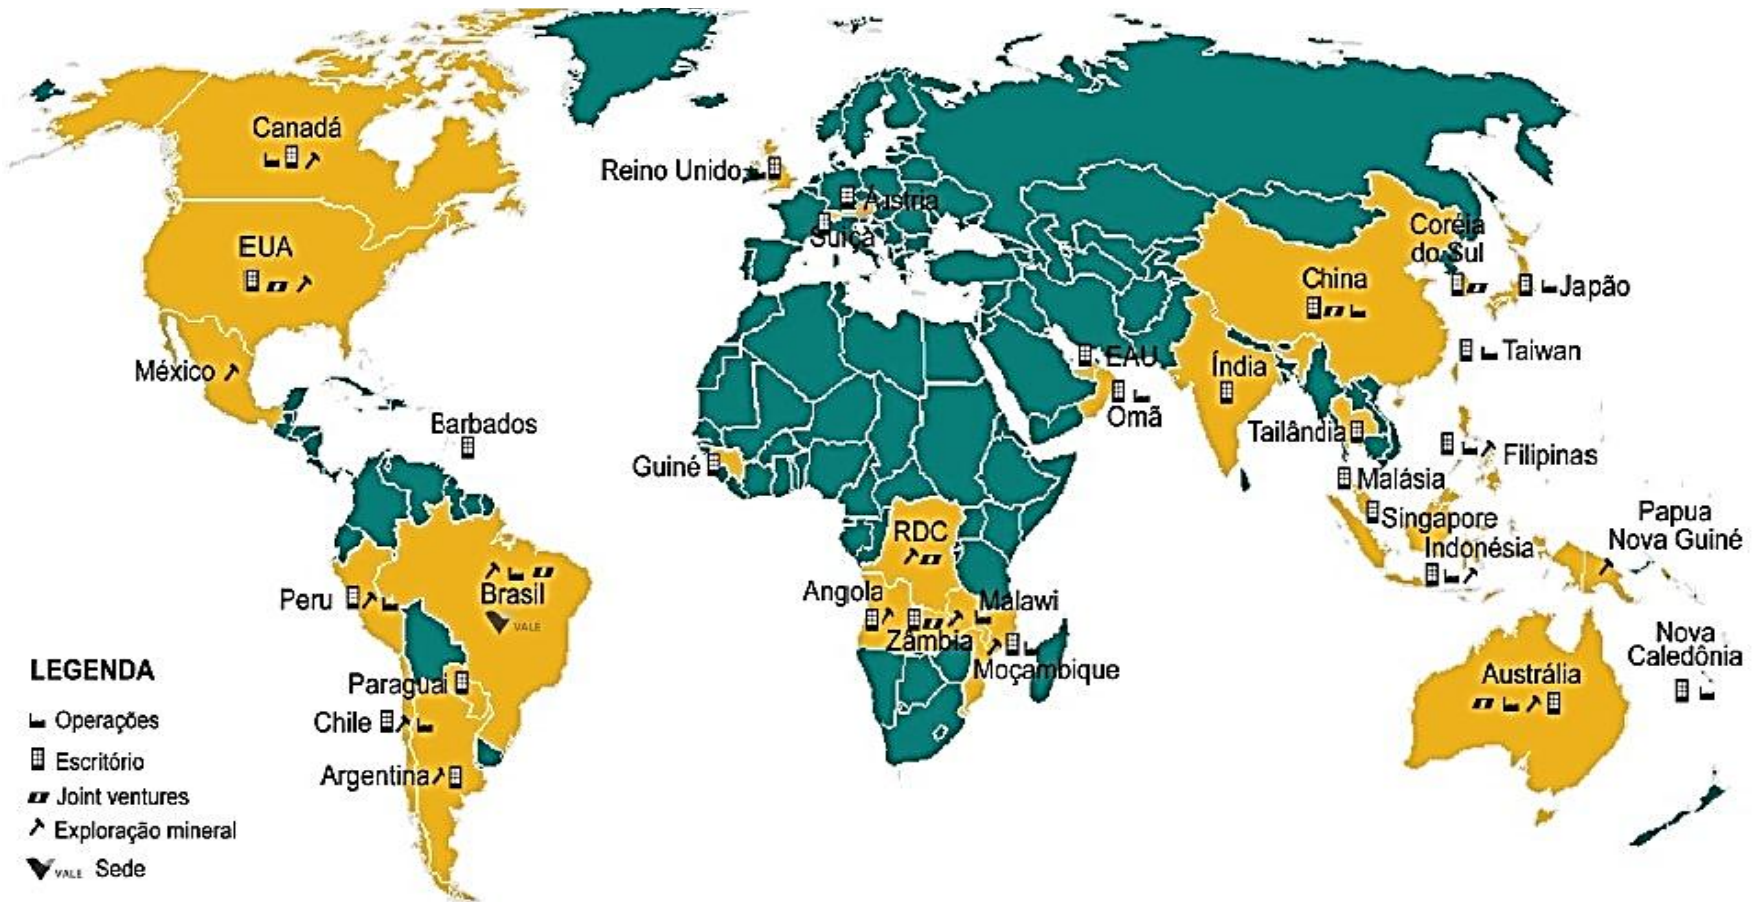 Canadá
Reino Unido
Áustria
Suíça
EUA
Coréia
do Sul
China
Japão
México
EAU
Índia
Taiwan
Omã
Barbados
Tailândia
Guiné
Filipinas
Malásia
Singapore
Papua
Nova Guiné
RDC
Indonésia
Peru
Brasil
VALE
Angola
Malawi
Zâmbia
Moçambique
Nova
Caledônia
Austrália
LEGENDA
Paraguai
Operações
Chile
Escritório
Argentina
Joint ventures
Exploração mineral
VALE Sede